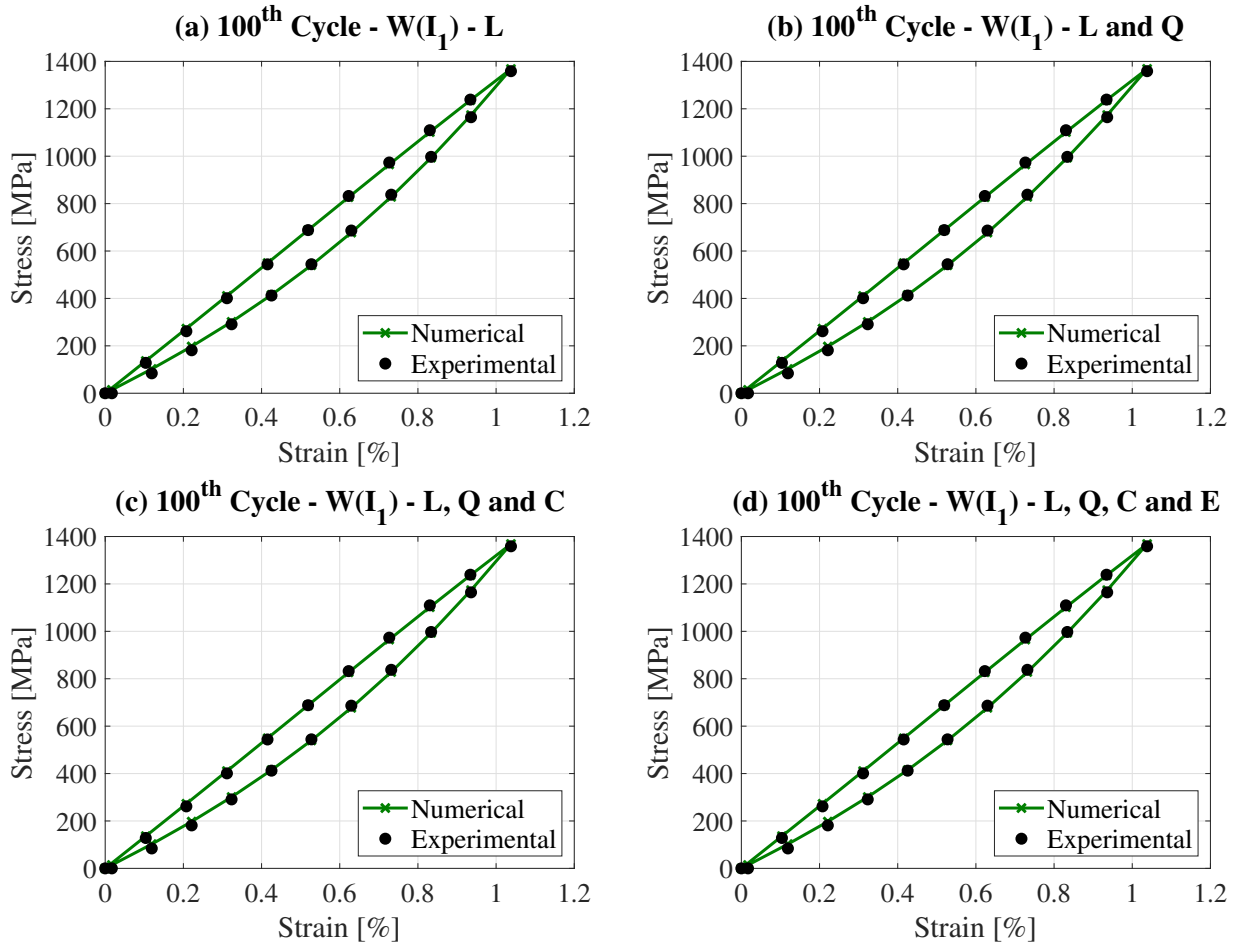 (a) 100th Cycle - W(I1) - L
1400
1200
1000
800
600
400
200
0
Stress [MPa]
Numerical
Experimental
0 0.2 0.4 0.6 0.8 1 1.2
Strain [%]
(b) 100th Cycle - W(I1) - L and Q
1400
1200
1000
800
600
400
200
0
Stress [MPa]
Numerical
Experimental
0 0.2 0.4 0.6 0.8 1 1.2
Strain [%]
(c) 100th Cycle - W(I1) - L, Q and C
1400
1200
1000
800
600
400
200
0
Stress [MPa]
Numerical
Experimental
0 0.2 0.4 0.6 0.8 1 1.2
Strain [%]
(d) 100th Cycle - W(I1) - L, Q, C and E
1400
1200
1000
800
600
400
200
0
Stress [MPa]
Numerical
Experimental
0 0.2 0.4 0.6 0.8 1 1.2
Strain [%]